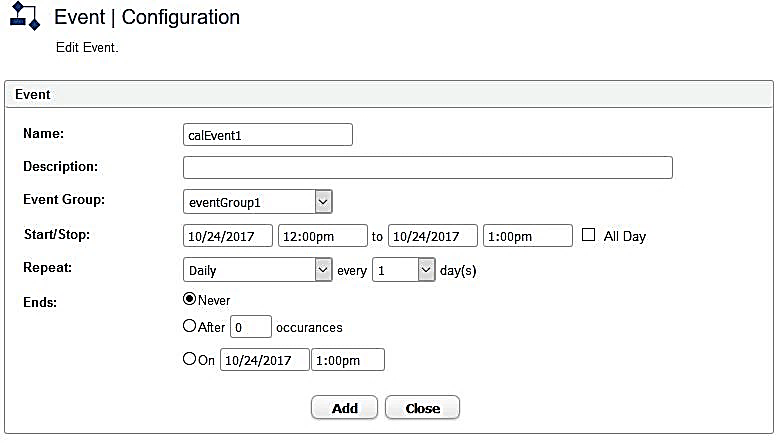 Event | Configuration
Edit Event.
Event
Name: calEvent1
Description:
Event Group: eventGroup1
Start/Stop: 10/24/2017 12:00pm to 10/24/2017 1:00pm All Day
Repeat: Daily every 1 day(s)
Ends: Never
After 0 occurances
On 10/24/2017 1:00pm
Add Close